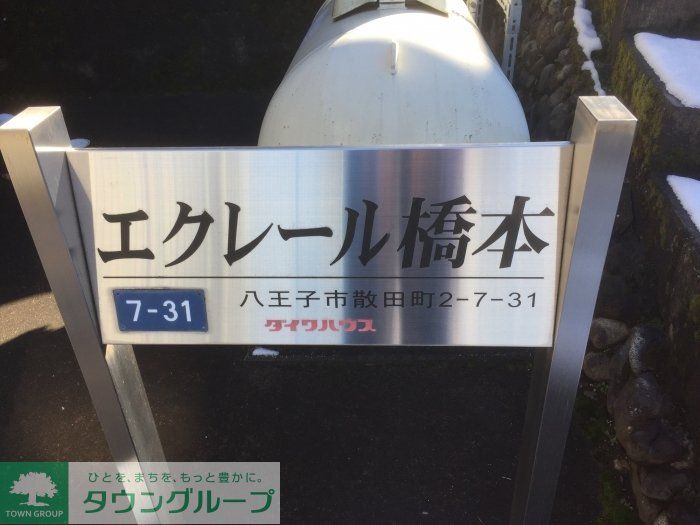 エクレール橋本
八王子市散田町2-7-31
7-31
ダイワハウス
ひとを、まちを、もっと豊かに。
タウングループ
TOWN GROUP